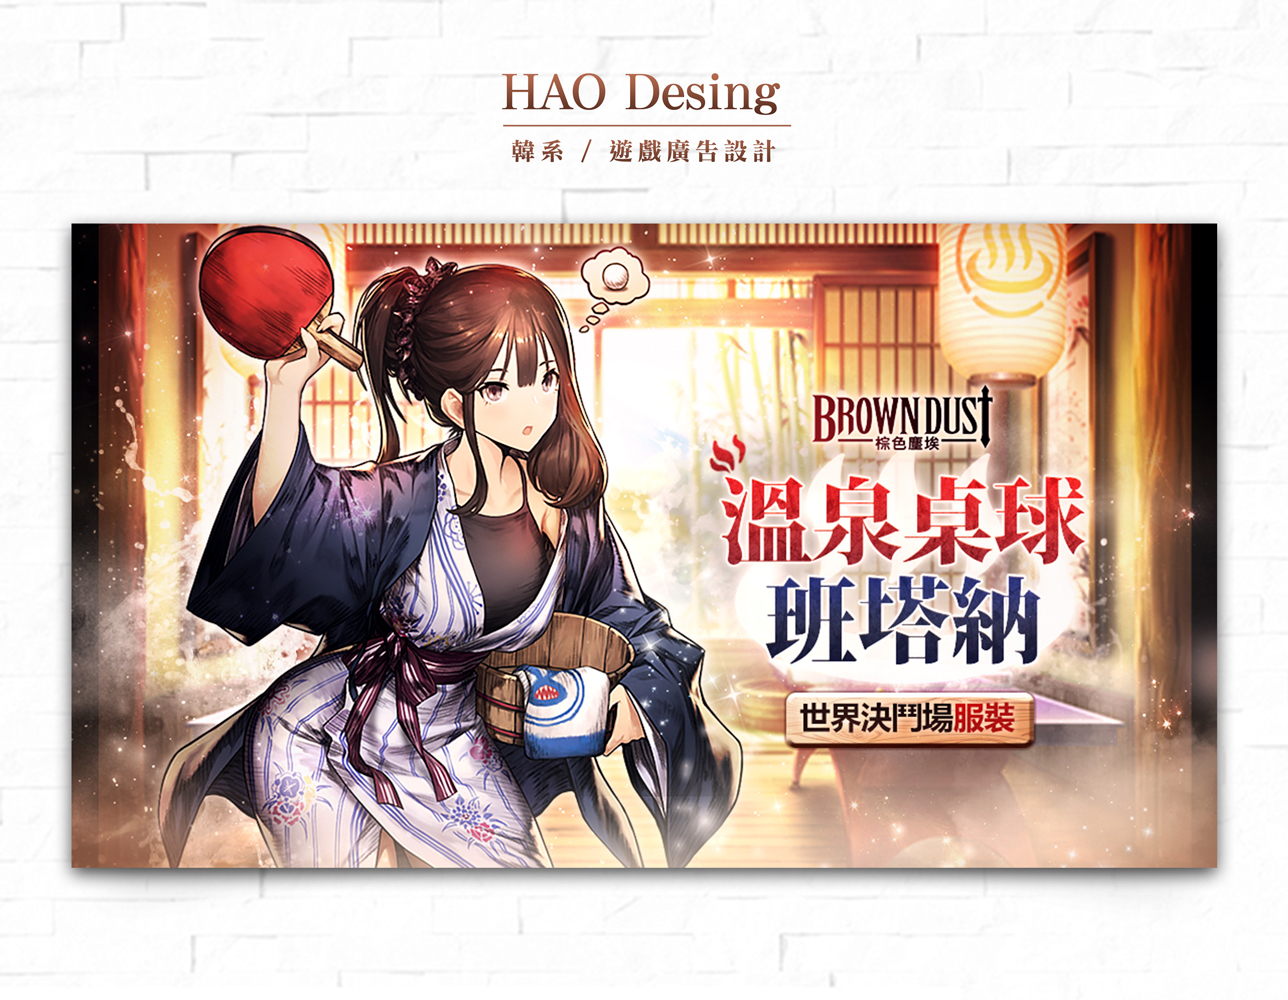 HAO Desing
韓系 / 遊戲廣告設計
BROWN DUST
棕色塵埃
溫泉桌球
班塔納
世界決鬥場服裝